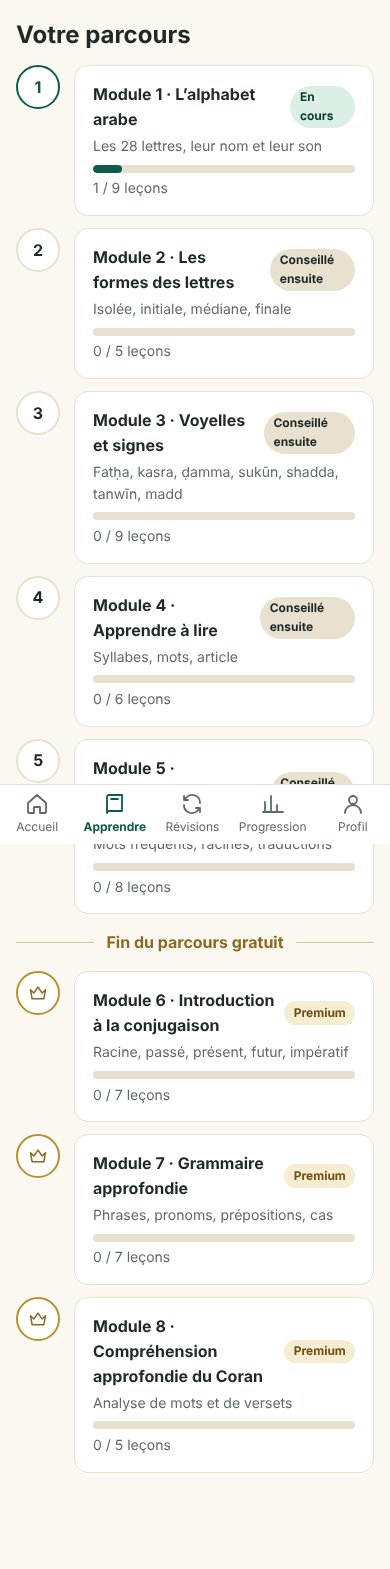 Votre parcours
1
Module 1 · L’alphabet
arabe
En
cours
Les 28 lettres, leur nom et leur son
1 / 9 leçons
2
Module 2 · Les
formes des lettres
Conseillé
ensuite
Isolée, initiale, médiane, finale
0 / 5 leçons
3
Module 3 · Voyelles
et signes
Conseillé
ensuite
Fatḥa, kasra, ḍamma, sukūn, shadda,
tanwīn, madd
0 / 9 leçons
4
Module 4 ·
Apprendre à lire
Conseillé
ensuite
Syllabes, mots, article
0 / 6 leçons
5
Module 5 ·
Conseillé
Accueil
Apprendre
Révisions
Progression
Profil
Mots fréquents, racines, traductions
0 / 8 leçons
Fin du parcours gratuit
Module 6 · Introduction
à la conjugaison
Premium
Racine, passé, présent, futur, impératif
0 / 7 leçons
Module 7 · Grammaire
approfondie
Premium
Phrases, pronoms, prépositions, cas
0 / 7 leçons
Module 8 ·
Compréhension
approfondie du Coran
Premium
Analyse de mots et de versets
0 / 5 leçons